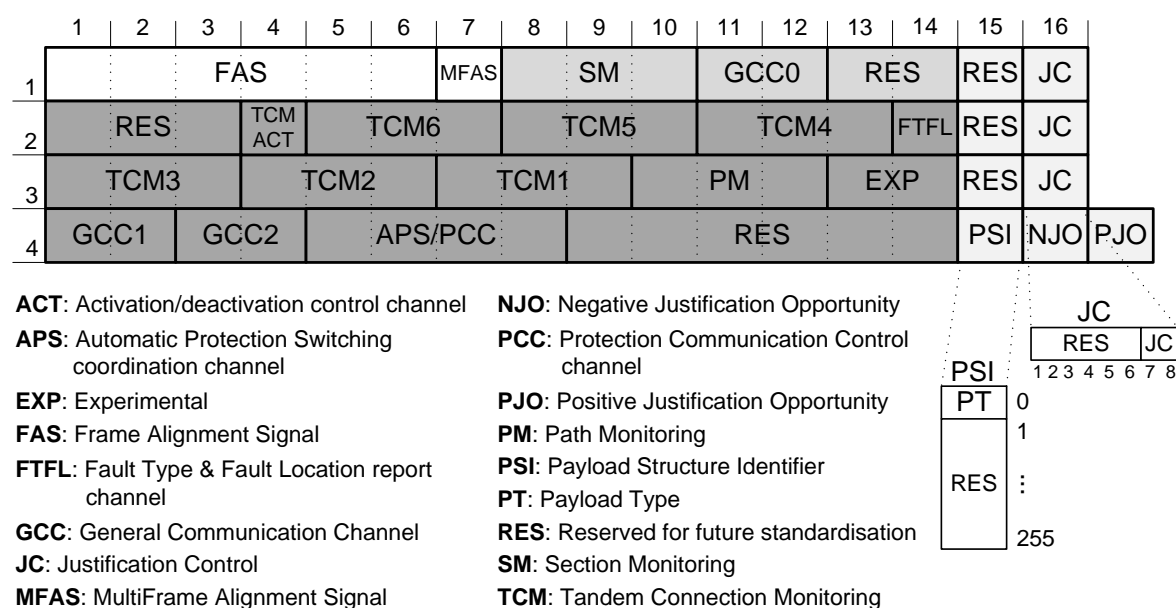 1 2 3 4 5 6 7 8 9 10 11 12 13 14 15 16
1 FAS MFAS SM GCC0 RES RES JC
2 RES TCM ACT TCM6 TCM5 TCM4 FTFL RES JC
3 TCM3 TCM2 TCM1 PM EXP RES JC
4 GCC1 GCC2 APS/PCC RES PSI NJO PJO
ACT: Activation/deactivation control channel
APS: Automatic Protection Switching
coordination channel
EXP: Experimental
FAS: Frame Alignment Signal
FTFL: Fault Type & Fault Location report
channel
GCC: General Communication Channel
JC: Justification Control
MFAS: MultiFrame Alignment Signal
NJO: Negative Justification Opportunity
PCC: Protection Communication Control
channel
PJO: Positive Justification Opportunity
PM: Path Monitoring
PSI: Payload Structure Identifier
PT: Payload Type
RES: Reserved for future standardisation
SM: Section Monitoring
TCM: Tandem Connection Monitoring
PSI
PT 0
1
RES ⋮
255
JC
RES JC
1 2 3 4 5 6 7 8